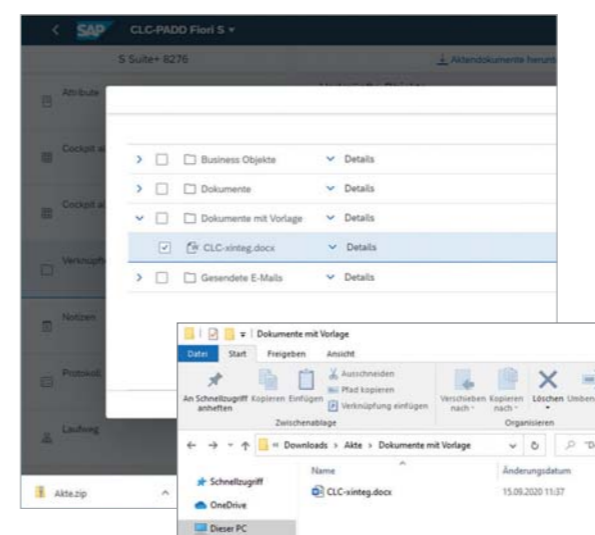 SAP CLC-PADD Fiori S
S Suite+ 8276
Aktendokumente herun
Attribute
Cockpit a
Business Objekte Details
Dokumente Details
Cockpit a
Dokumente mit Vorlage Details
CLC-xinteg.docx Details
Verknüpf
Gesendete E-Mails Details
Notizen
Protokoll
Laufweg
Akte.zip
Dokumente mit Vorlage
Datei Start Freigeben Ansicht
An Schnellzugriff anheften
Kopieren Einfügen
Ausschneiden
Pfad kopieren
Verknüpfung einfügen
Verschieben nach
Kopieren nach
Löschen Umben
Zwischenablage Organisieren
« Downloads > Akte > Dokumente mit Vorlage
Name Änderungsdatum
Schnellzugriff
CLC-xinteg.docx 15.09.2020 11:37
OneDrive
Dieser PC